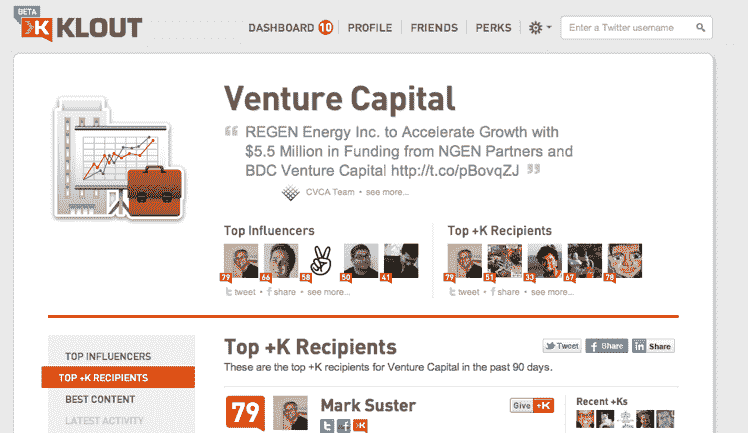 BETA
K KLOUT
DASHBOARD 10 PROFILE FRIENDS PERKS
Enter a Twitter username
Venture Capital
REGEN Energy Inc. to Accelerate Growth with
$5.5 Million in Funding from NGEN Partners and
BDC Venture Capital http://t.co/pBovqZJ
CVCA Team • see more...
Top Influencers
79 66 58 50 41
tweet • share • see more...
Top +K Recipients
79 51 67 78
tweet • share • see more...
TOP INFLUENCERS
TOP +K RECIPIENTS
BEST CONTENT
LATEST ACTIVITY
Top +K Recipients
Tweet Share Share
These are the top +K recipients for Venture Capital in the past 90 days.
79
Mark Suster
Give +K
Recent +Ks